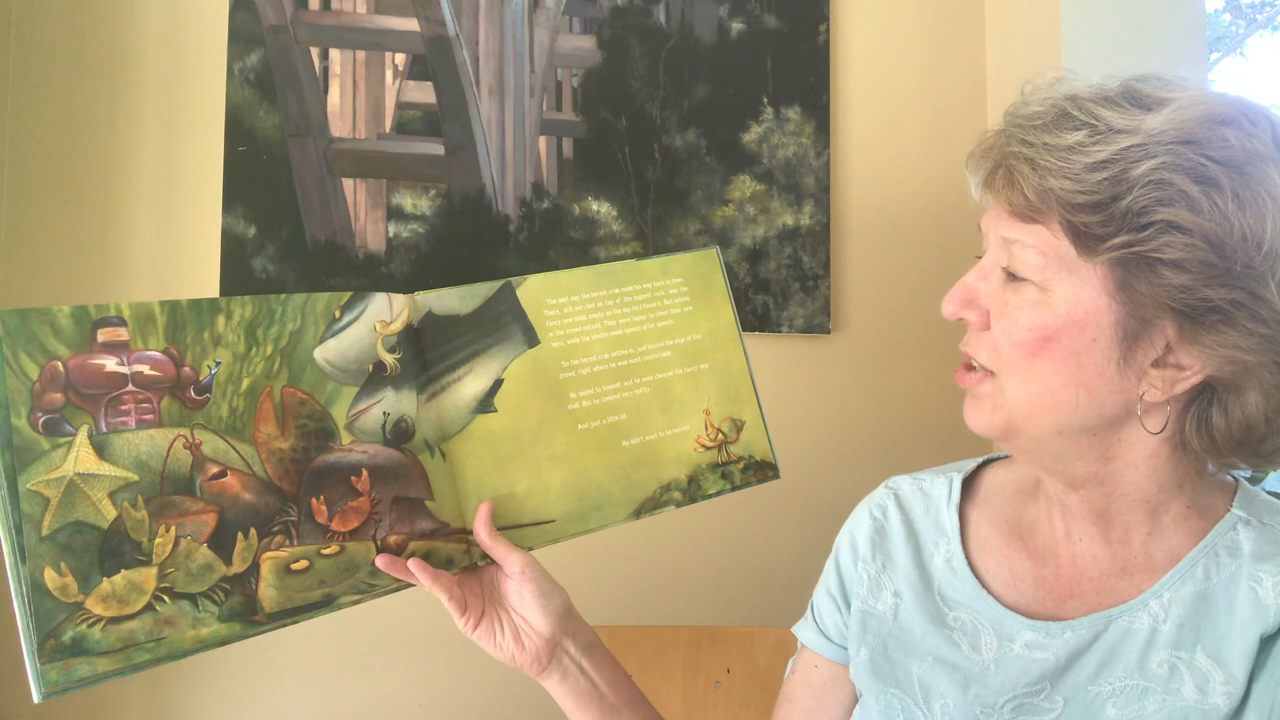 The next day, the hermit crab made his way back to town.
There, still perched on top of the highest rock, was the
fancy new shell, empty as the day he'd found it. But nobody
in the crowd noticed. They were happy to cheer their new
hero, while the lobster made speech after speech.
So the hermit crab settled in, just beyond the edge of the
crowd, right where he was most comfortable.
He smiled to himself, and he even cheered the fancy new
shell. But he cheered very softly.
And just a little bit.
He didn't want to be noticed.